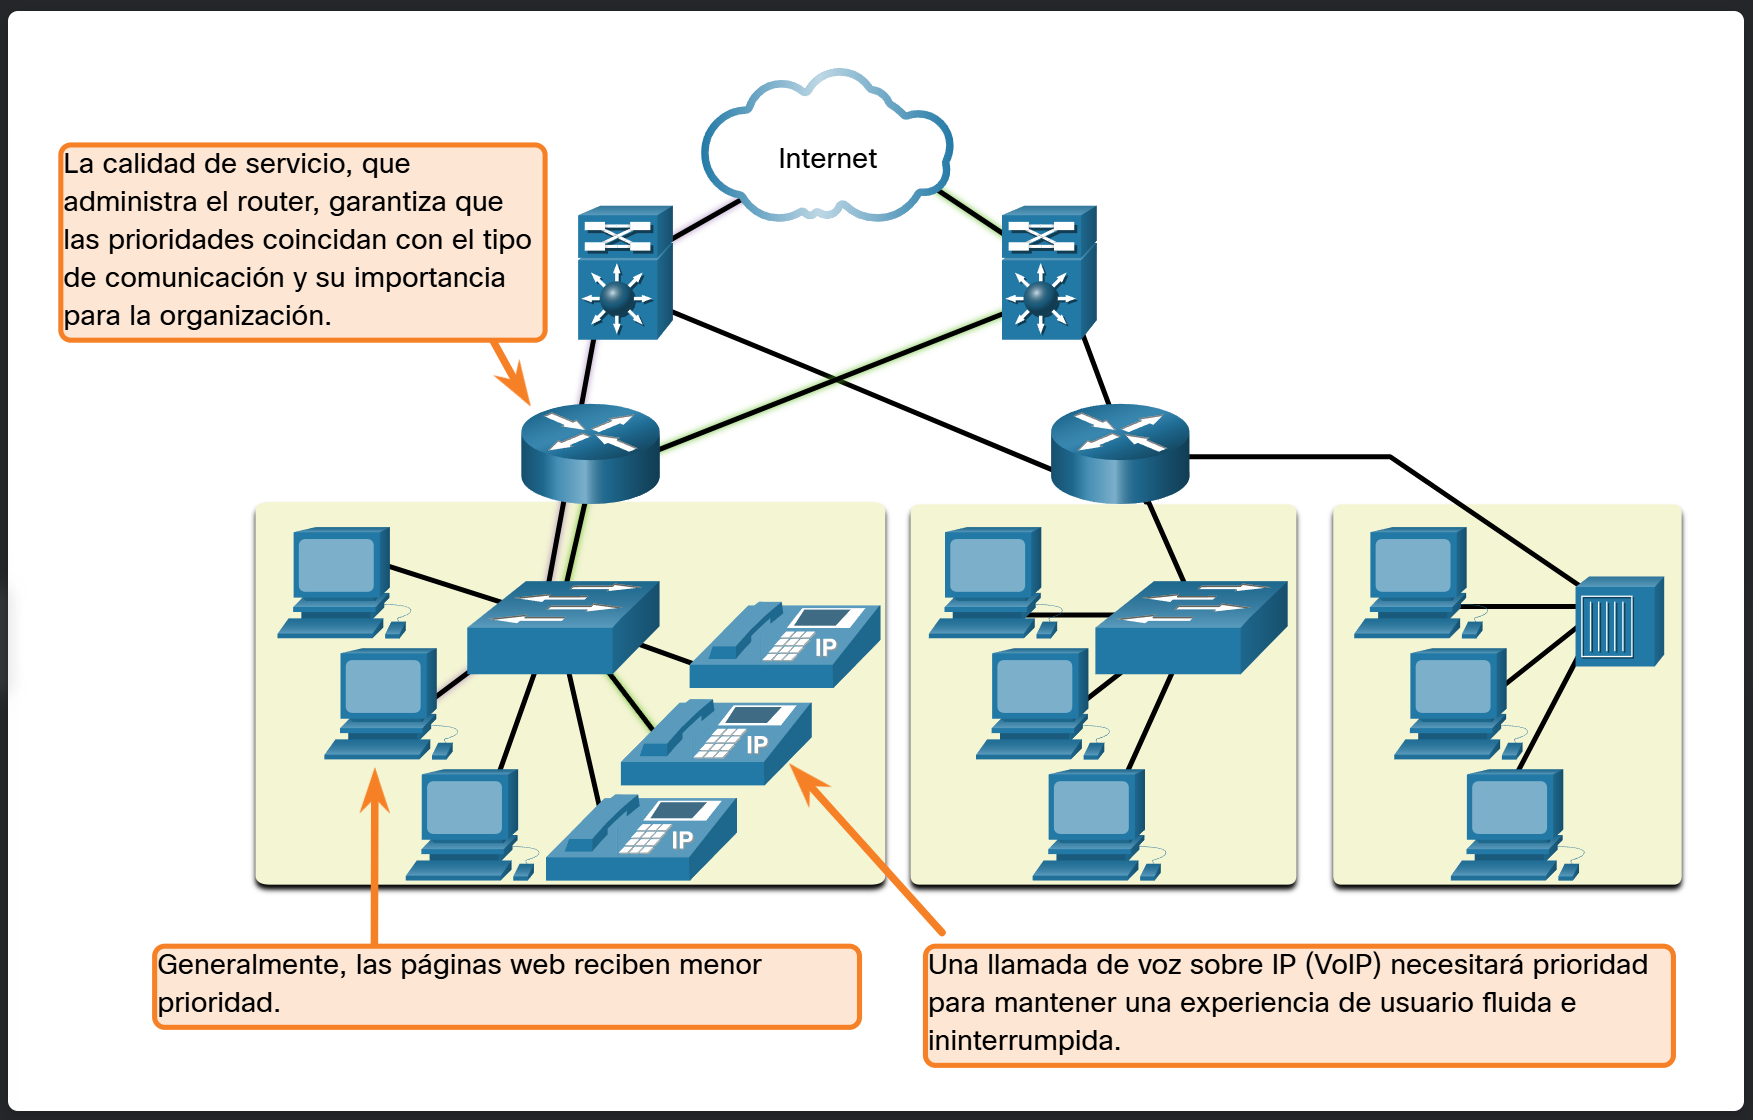 Internet
La calidad de servicio, que
administra el router, garantiza que
las prioridades coincidan con el tipo
de comunicación y su importancia
para la organización.
IP
IP
IP
Generalmente, las páginas web reciben menor
prioridad.
Una llamada de voz sobre IP (VoIP) necesitará prioridad
para mantener una experiencia de usuario fluida e
ininterrumpida.